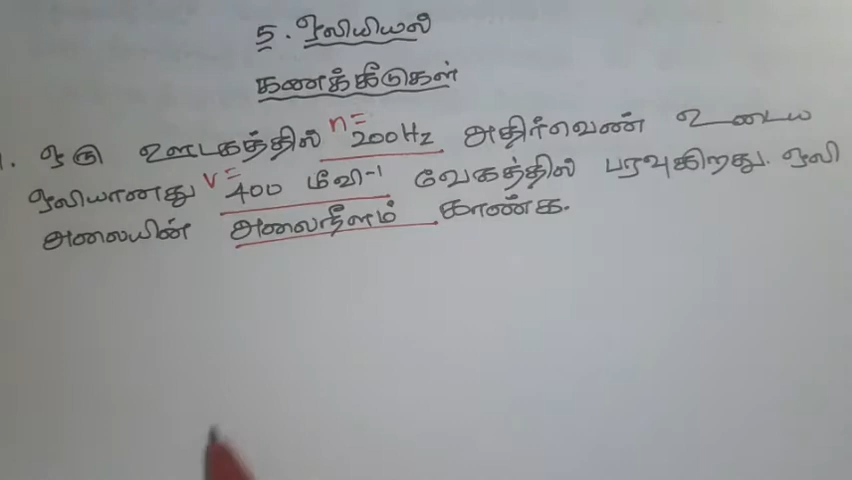 5. ஒலியியல்
கணக்கீடுகள்
1. ஒரு ஊடகத்தில் n = 200Hz அதிர்வெண் உடைய
ஒலியானது v = 400 மீவி-1 வேகத்தில் பரவுகிறது. ஒலி
அலையின் அலைநீளம் காண்க.